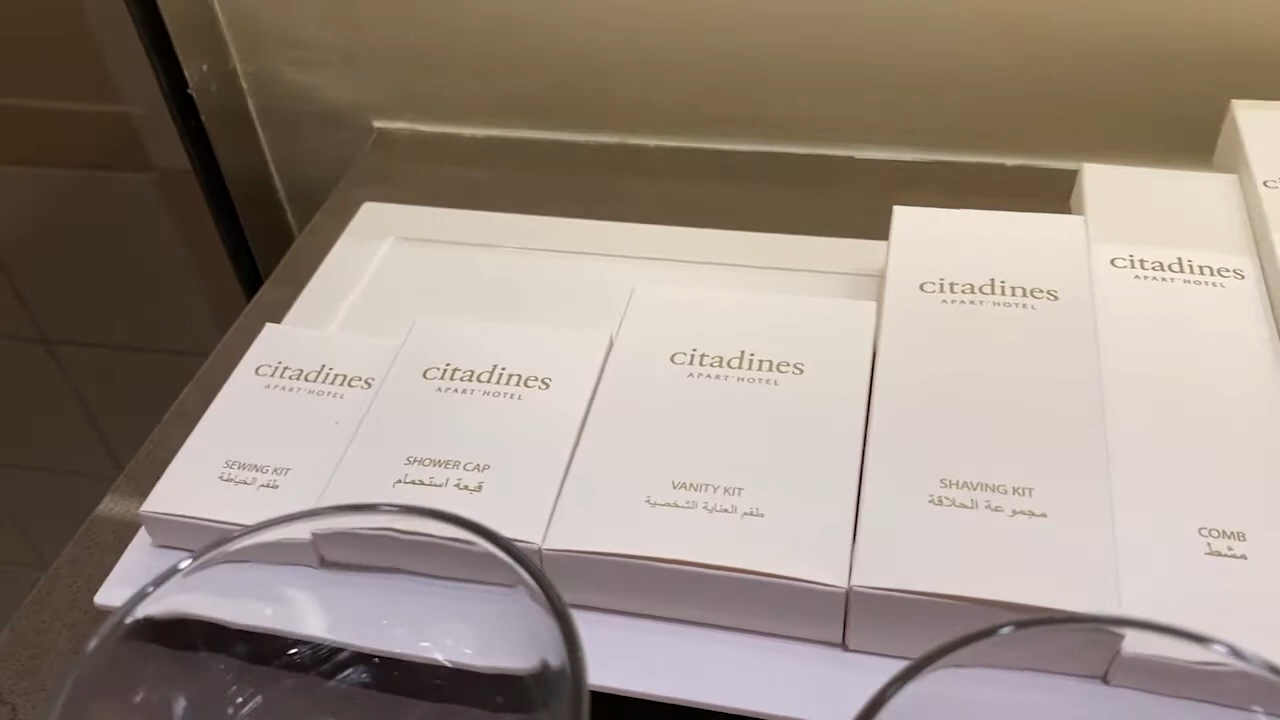 citadines
APART'HOTEL
SEWING KIT
طقم الخياطة
citadines
APART'HOTEL
SHOWER CAP
قبعة استحمام
citadines
APART'HOTEL
VANITY KIT
طقم العناية الشخصية
citadines
APART'HOTEL
SHAVING KIT
مجموعة الحلاقة
citadines
APART'HOTEL
COMB
مشط